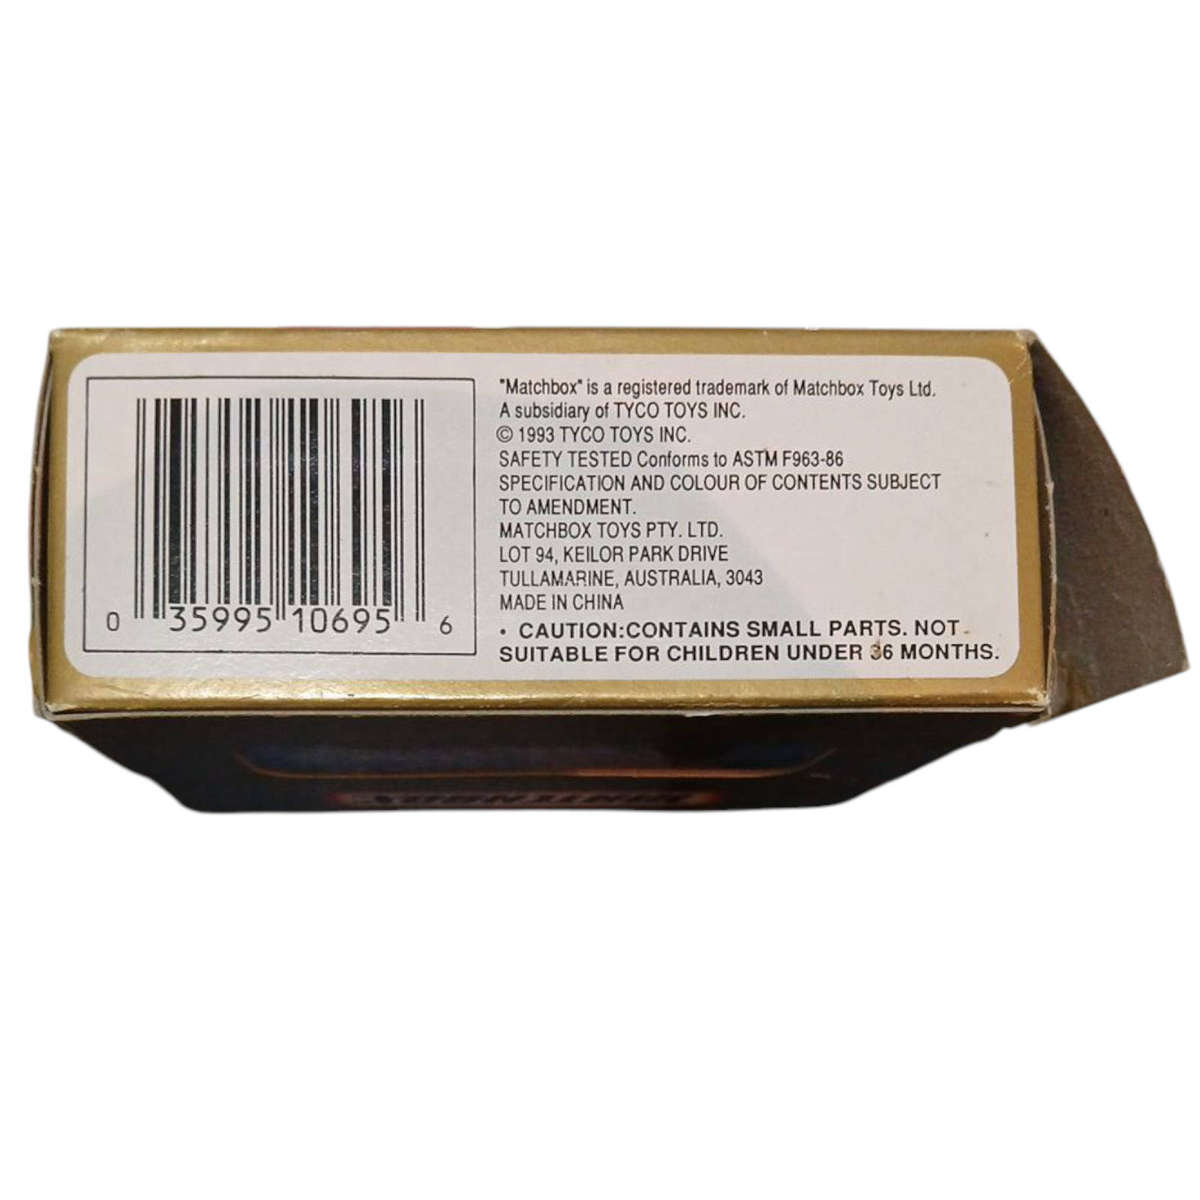 "Matchbox" is a registered trademark of Matchbox Toys Ltd.
A subsidiary of TYCO TOYS INC.
© 1993 TYCO TOYS INC.
SAFETY TESTED Conforms to ASTM F963-86
SPECIFICATION AND COLOUR OF CONTENTS SUBJECT
TO AMENDMENT.
MATCHBOX TOYS PTY. LTD.
LOT 94, KEILOR PARK DRIVE
TULLAMARINE, AUSTRALIA, 3043
MADE IN CHINA
• CAUTION:CONTAINS SMALL PARTS. NOT
SUITABLE FOR CHILDREN UNDER 36 MONTHS.
0 35995 10695 6